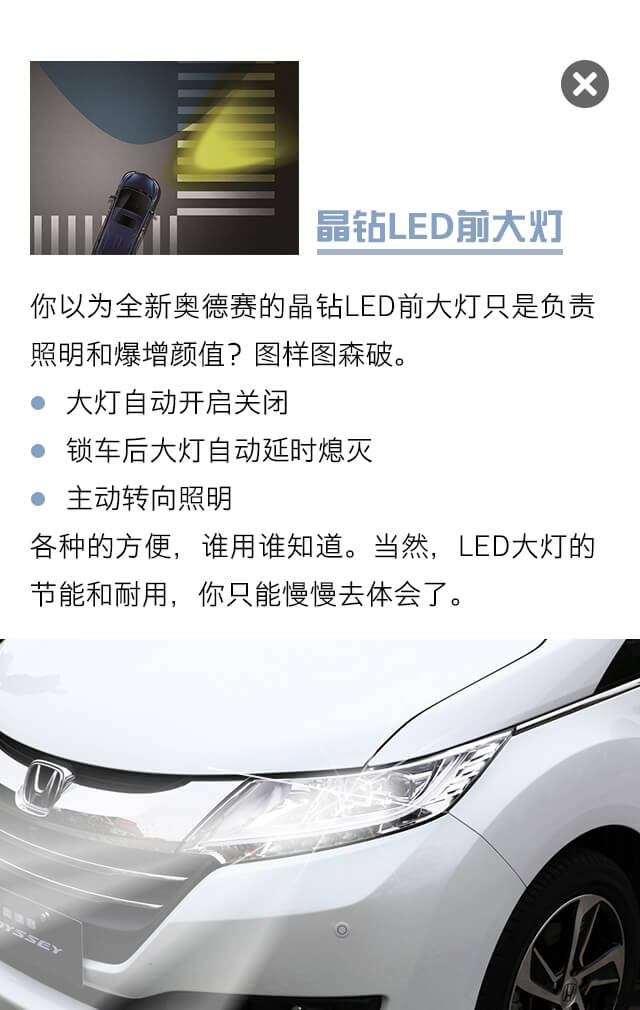 晶钻LED前大灯
你以为全新奥德赛的晶钻LED前大灯只是负责
照明和爆增颜值？图样图森破。
大灯自动开启关闭
锁车后大灯自动延时熄灭
主动转向照明
各种的方便，谁用谁知道。当然，LED大灯的
节能和耐用，你只能慢慢去体会了。
奥德赛
ODYSSEY